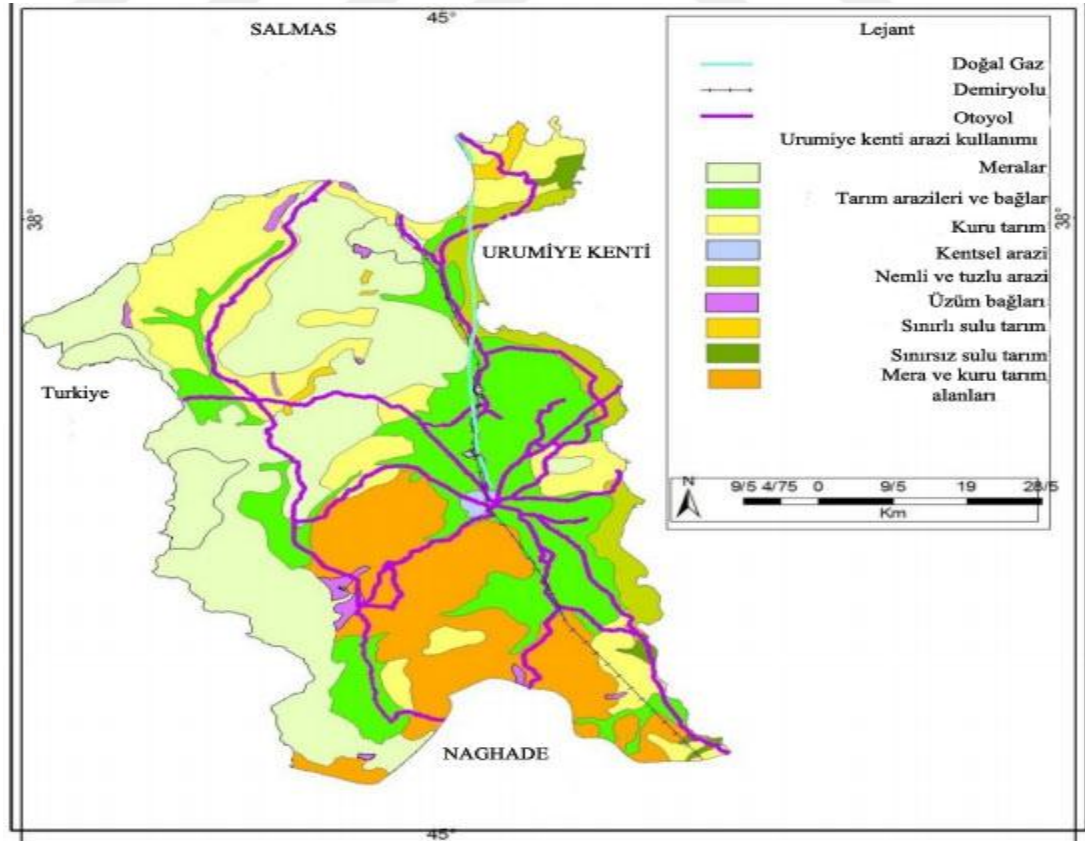 45°
SALMAS
Lejant
Doğal Gaz
Demiryolu
Otoyol
Urumiye kenti arazi kullanımı
Meralar
Tarım arazileri ve bağlar
Kuru tarım
Kentsel arazi
Nemli ve tuzlu arazi
Üzüm bağları
Sınırlı sulu tarım
Sınırsız sulu tarım
Mera ve kuru tarım
alanları
38°
38°
URUMİYE KENTİ
Turkiye
N
9/5 4/75 0 9/5 19 28/5
Km
NAGHADE
45°